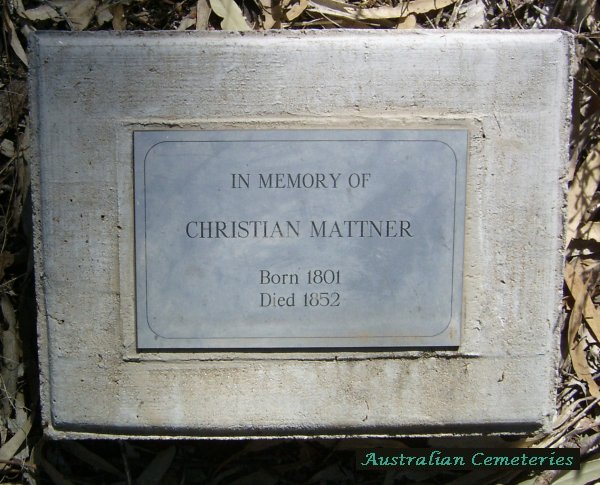 IN MEMORY OF
CHRISTIAN MATTNER
Born 1801
Died 1852
Australian Cemeteries